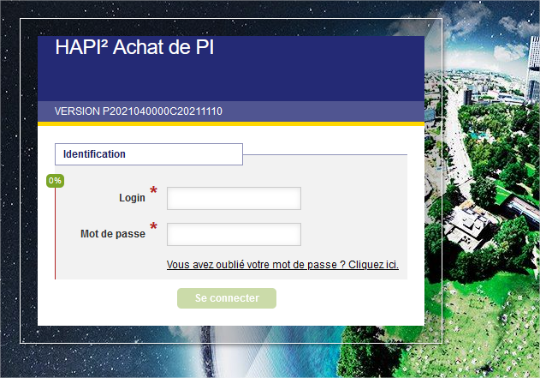 HAPI² Achat de PI
VERSION P2021040000C20211110
Identification
0%
Login *
Mot de passe *
Vous avez oublié votre mot de passe ? Cliquez ici.
Se connecter